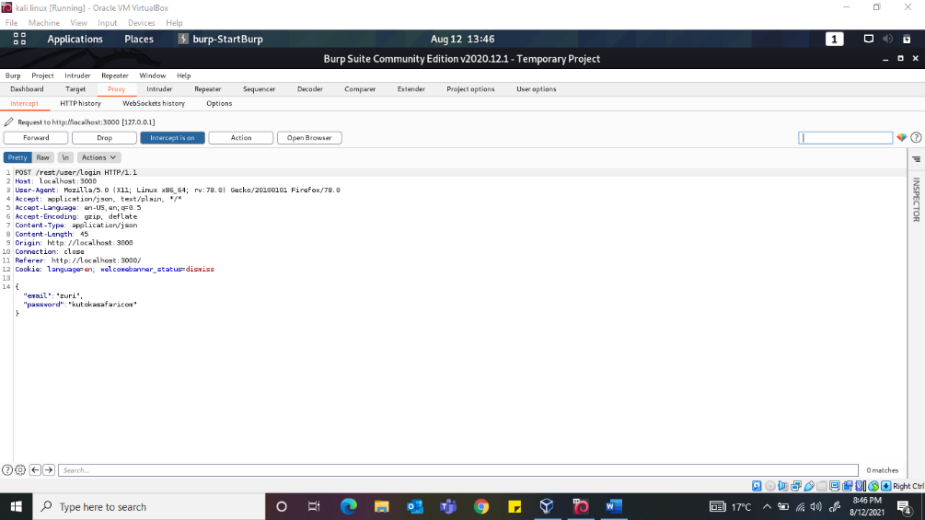 kali linux [Running] - Oracle VM VirtualBox
File Machine View Input Devices Help
Applications Places burp-StartBurp Aug 12 13:46 1
Burp Suite Community Edition v2020.12.1 - Temporary Project
Burp Project Intruder Repeater Window Help
Dashboard Target Proxy Intruder Repeater Sequencer Decoder Comparer Extender Project options User options
Intercept HTTP history WebSockets history Options
Request to http://localhost:3000 [127.0.0.1]
Forward Drop Intercept is on Action Open Browser
Pretty Raw \n Actions
1 POST /rest/user/login HTTP/1.1
2 Host: localhost:3000
3 User-Agent: Mozilla/5.0 (X11; Linux x86_64; rv:78.0) Gecko/20100101 Firefox/78.0
4 Accept: application/json, text/plain, */*
5 Accept-Language: en-US,en;q=0.5
6 Accept-Encoding: gzip, deflate
7 Content-Type: application/json
8 Content-Length: 45
9 Origin: http://localhost:3000
10 Connection: close
11 Referer: http://localhost:3000/
12 Cookie: language=en; welcomebanner_status=dismiss
13
14 {
"email":"zuri",
"password":"kutokasafaricom"
}
INSPECTOR
Search...
0 matches
Right Ctrl
Type here to search
17°C
8:46 PM
8/12/2021
4